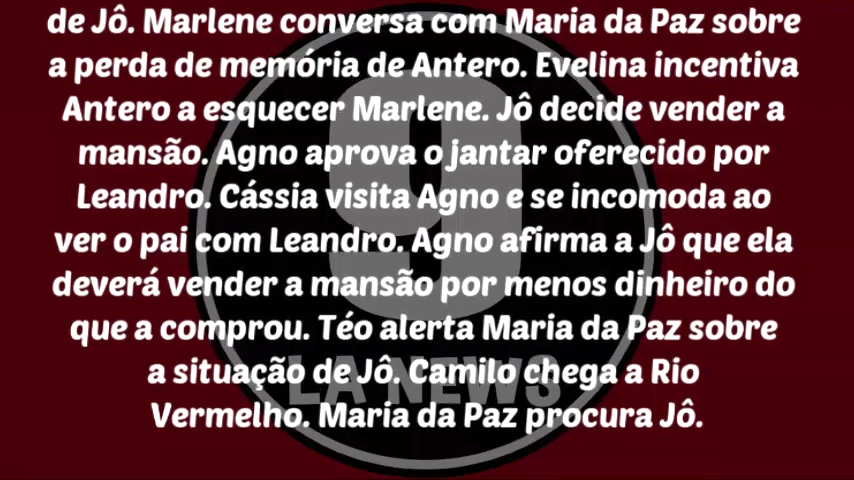 de Jô. Marlene conversa com Maria da Paz sobre
a perda de memória de Antero. Evelina incentiva
Antero a esquecer Marlene. Jô decide vender a
mansão. Agno aprova o jantar oferecido por
Leandro. Cássia visita Agno e se incomoda ao
ver o pai com Leandro. Agno afirma a Jô que ela
deverá vender a mansão por menos dinheiro do
que a comprou. Téo alerta Maria da Paz sobre
a situação de Jô. Camilo chega a Rio
Vermelho. Maria da Paz procura Jô.
9
LA NEWS